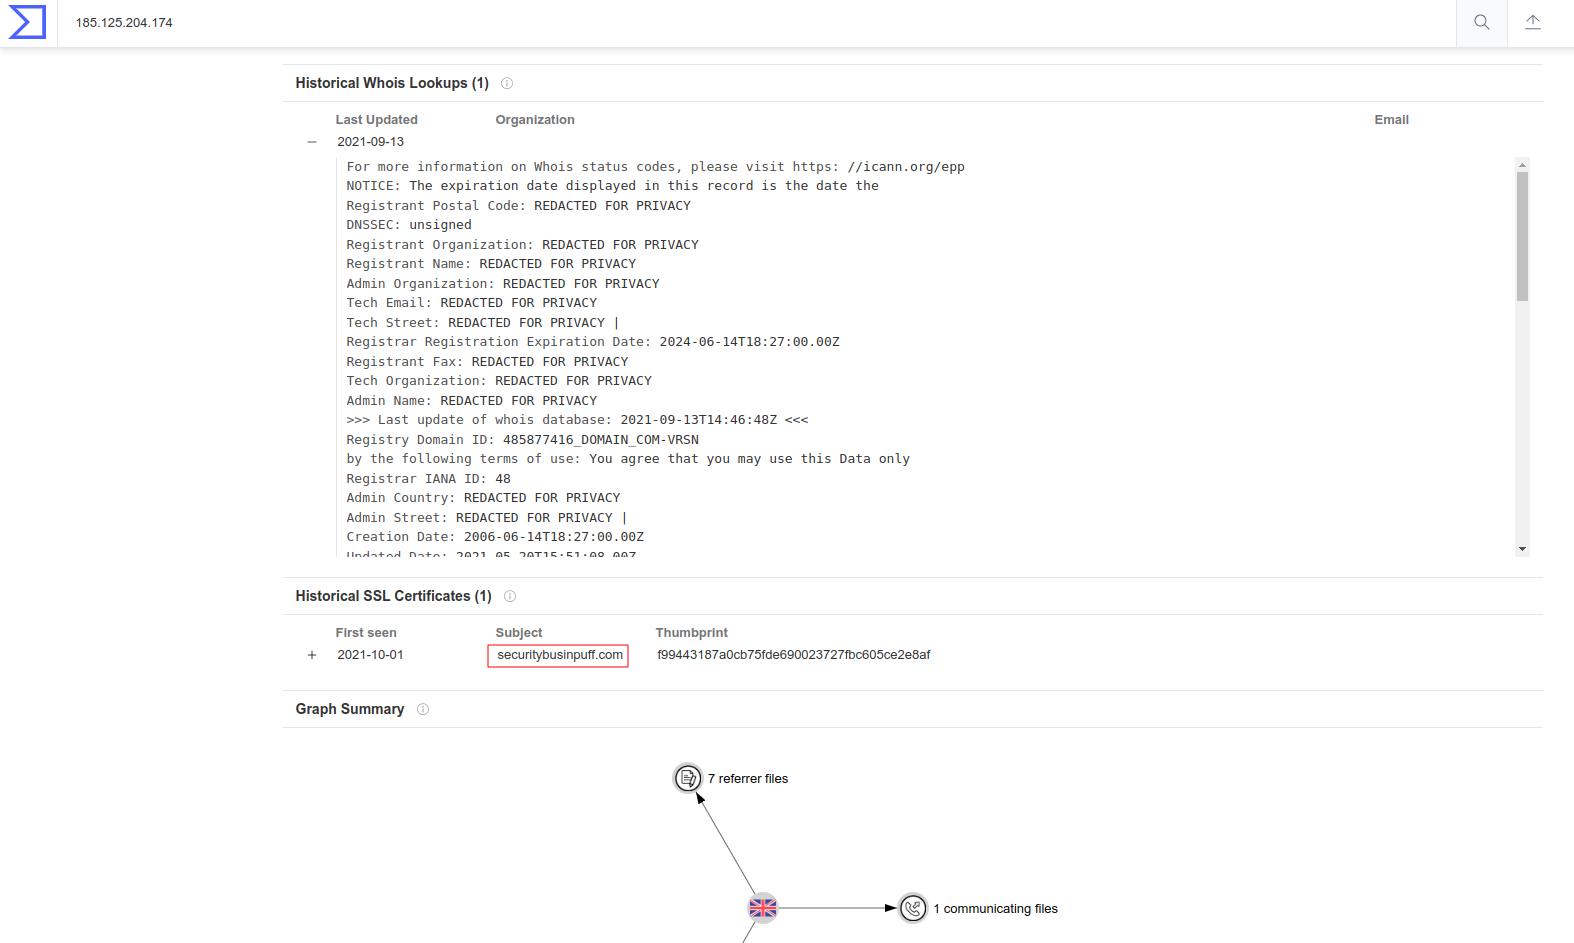 185.125.204.174
Historical Whois Lookups (1)
Last Updated Organization Email
2021-09-13
For more information on Whois status codes, please visit https: //icann.org/epp
NOTICE: The expiration date displayed in this record is the date the
Registrant Postal Code: REDACTED FOR PRIVACY
DNSSEC: unsigned
Registrant Organization: REDACTED FOR PRIVACY
Registrant Name: REDACTED FOR PRIVACY
Admin Organization: REDACTED FOR PRIVACY
Tech Email: REDACTED FOR PRIVACY
Tech Street: REDACTED FOR PRIVACY |
Registrar Registration Expiration Date: 2024-06-14T18:27:00.00Z
Registrant Fax: REDACTED FOR PRIVACY
Tech Organization: REDACTED FOR PRIVACY
Admin Name: REDACTED FOR PRIVACY
>>> Last update of whois database: 2021-09-13T14:46:48Z <<<
Registry Domain ID: 485877416_DOMAIN_COM-VRSN
by the following terms of use: You agree that you may use this Data only
Registrar IANA ID: 48
Admin Country: REDACTED FOR PRIVACY
Admin Street: REDACTED FOR PRIVACY |
Creation Date: 2006-06-14T18:27:00.00Z
Updated Date: 2021-05-20T15:51:08.00Z
Historical SSL Certificates (1)
First seen Subject Thumbprint
2021-10-01 securitybusinpuff.com f99443187a0cb75fde690023727fbc605ce2e8af
Graph Summary
7 referrer files
1 communicating files